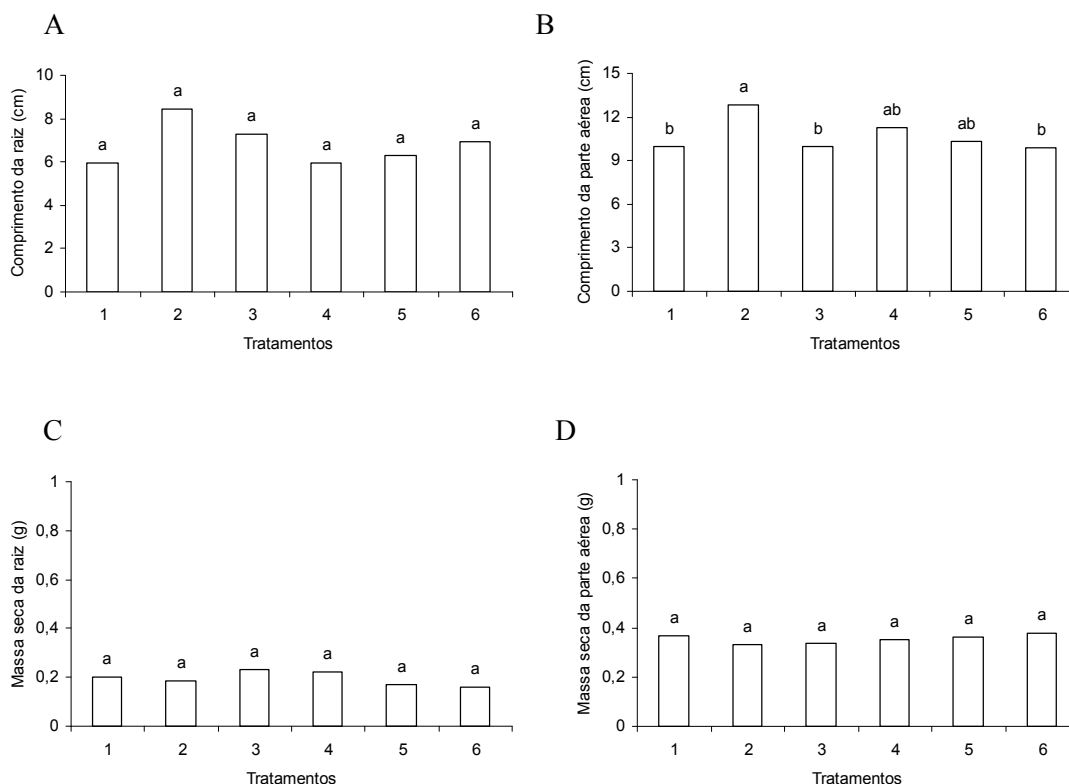 A
Comprimento da raiz (cm)
10
8
6
4
2
0
a
a
a
a
a
a
1 2 3 4 5 6
Tratamentos
B
Comprimento da parte aérea (cm)
15
12
9
6
3
0
b
a
b
ab
ab
b
1 2 3 4 5 6
Tratamentos
C
Massa seca da raiz (g)
1
0,8
0,6
0,4
0,2
0
a
a
a
a
a
a
1 2 3 4 5 6
Tratamentos
D
Massa seca da parte aérea (g)
1
0,8
0,6
0,4
0,2
0
a
a
a
a
a
a
1 2 3 4 5 6
Tratamentos